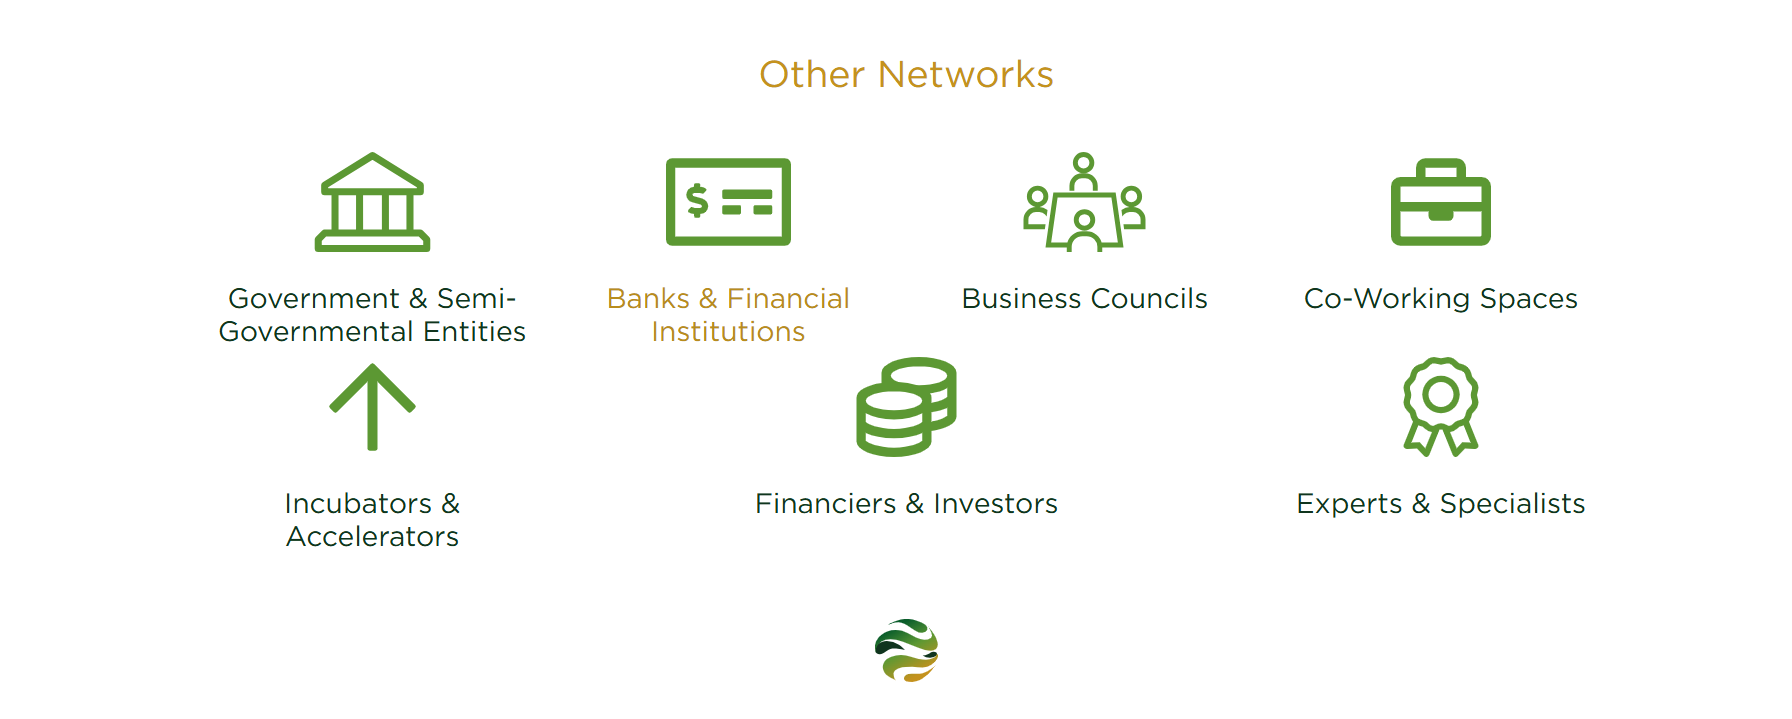 Other Networks
Government & Semi-
Governmental Entities
Banks & Financial
Institutions
Business Councils
Co-Working Spaces
Incubators &
Accelerators
Financiers & Investors
Experts & Specialists